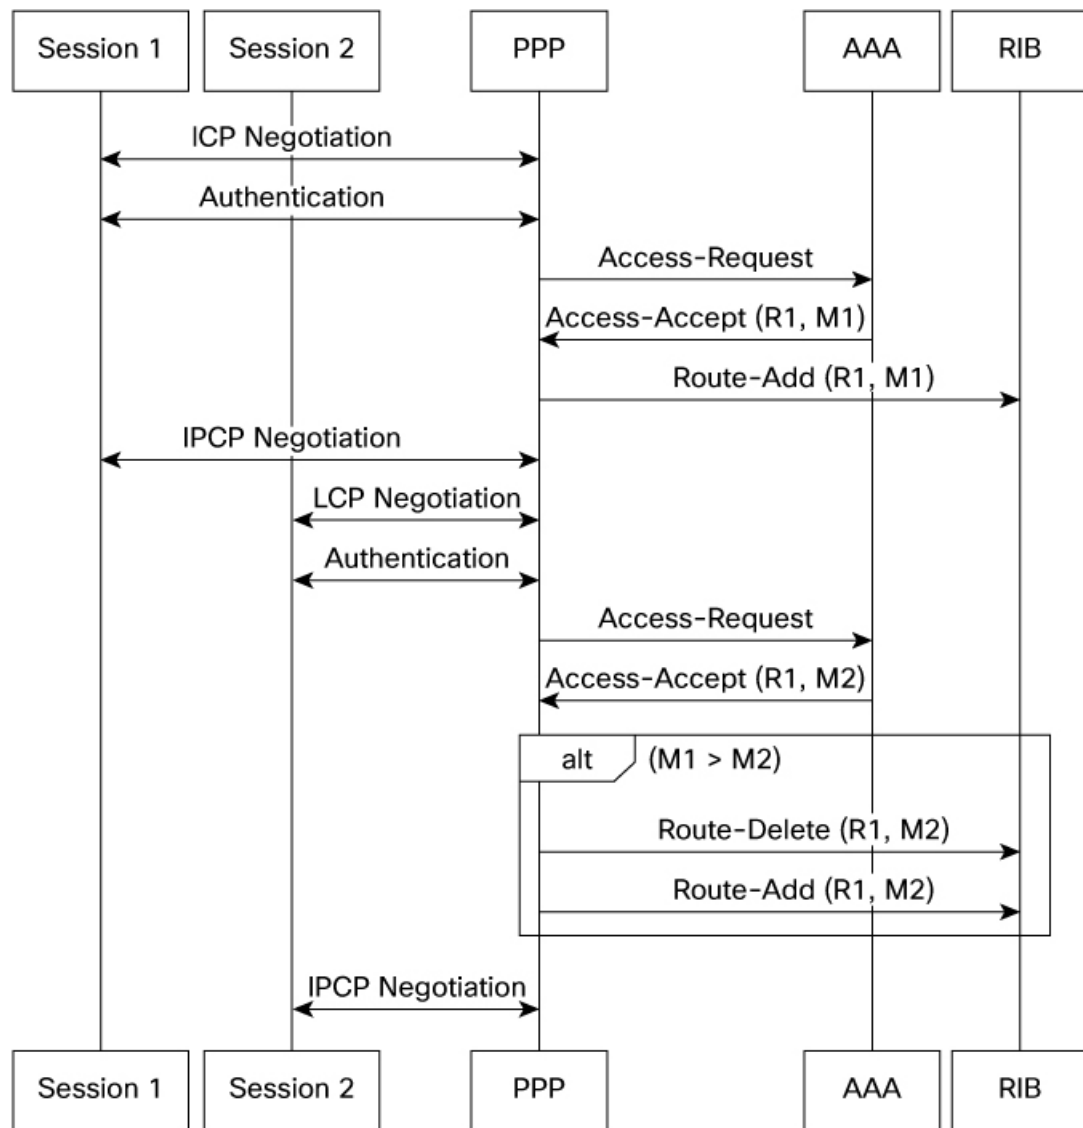 Session 1 Session 2 PPP AAA RIB
ICP Negotiation
Authentication
Access-Request
Access-Accept (R1, M1)
Route-Add (R1, M1)
IPCP Negotiation
LCP Negotiation
Authentication
Access-Request
Access-Accept (R1, M2)
alt (M1 > M2)
Route-Delete (R1, M2)
Route-Add (R1, M2)
IPCP Negotiation
Session 1 Session 2 PPP AAA RIB